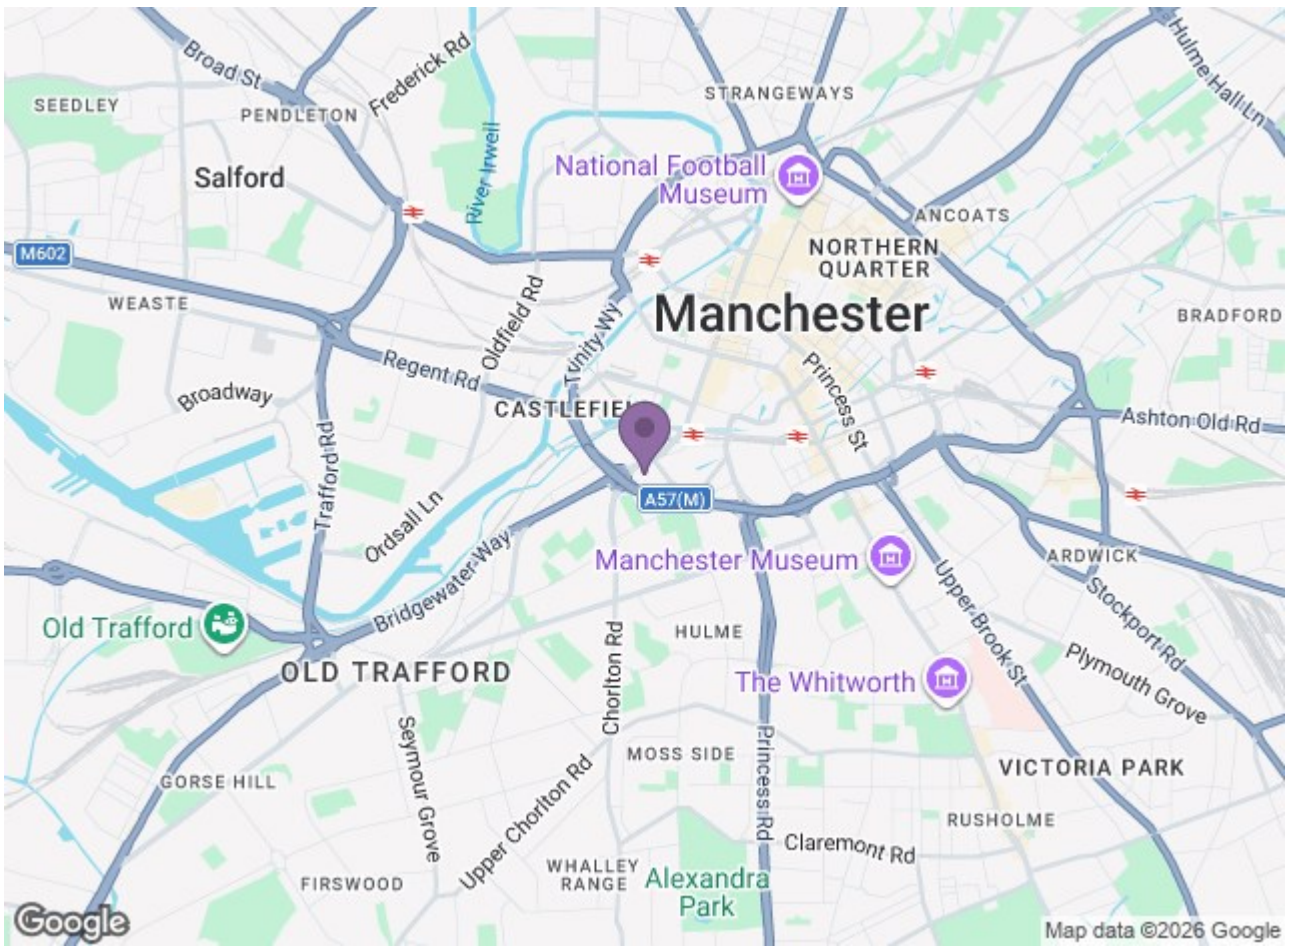 Broad St
Frederick Rd
Hulme Hall Ln
SEEDLEY
PENDLETON
STRANGEWAYS
Salford
River Irwell
National Football
Museum
ANCOATS
M602
NORTHERN
QUARTER
WEASTE
Oldfield Rd
Trinity Wy
Manchester
BRADFORD
Regent Rd
Princess St
Broadway
CASTLEFIEL
Ashton Old Rd
Trafford Rd
Ordsall Ln
A57(M)
Bridgewater Way
Manchester Museum
ARDWICK
Old Trafford
Upper Brook St
Stockport Rd
HULME
OLD TRAFFORD
Chorlton Rd
The Whitworth
Plymouth Grove
Seymour Grove
MOSS SIDE
Princess Rd
VICTORIA PARK
GORSE HILL
Upper Chorlton Rd
RUSHOLME
Claremont Rd
WHALLEY
RANGE
Alexandra
Park
FIRSWOOD
Google
Map data ©2026 Google